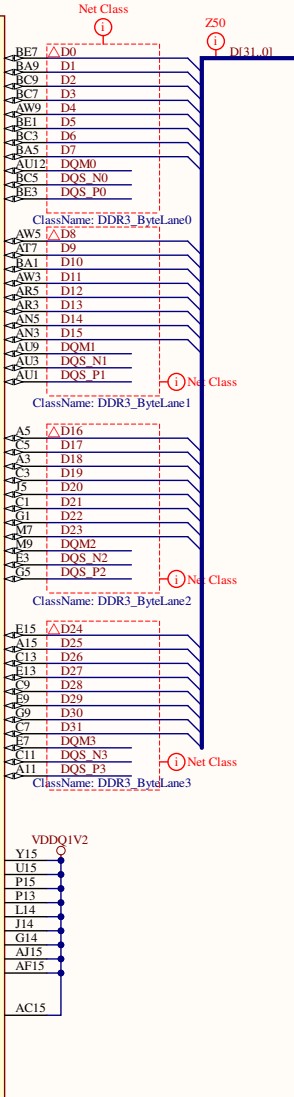 Net Class
i
Z50
i
D[31..0]
BE7 D0
BA9 D1
BC9 D2
BC7 D3
AW9 D4
BE1 D5
BC3 D6
BA5 D7
AU12 DQM0
BC5 DQS_N0
BE3 DQS_P0
ClassName: DDR3_ByteLane0
AW5 D8
AT7 D9
BA1 D10
AW3 D11
AR5 D12
AR3 D13
AN5 D14
AN3 D15
AU9 DQM1
AU3 DQS_N1
AU1 DQS_P1
i Net Class
ClassName: DDR3_ByteLane1
A5 D16
C5 D17
A3 D18
C3 D19
J5 D20
C1 D21
G1 D22
M7 D23
M9 DQM2
E3 DQS_N2
G5 DQS_P2
i Net Class
ClassName: DDR3_ByteLane2
E15 D24
A15 D25
C13 D26
E13 D27
C9 D28
E9 D29
G9 D30
C7 D31
E7 DQM3
C11 DQS_N3
A11 DQS_P3
i Net Class
ClassName: DDR3_ByteLane3
VDDQ1V2
Y15
U15
P15
P13
L14
J14
G14
AJ15
AF15
AC15